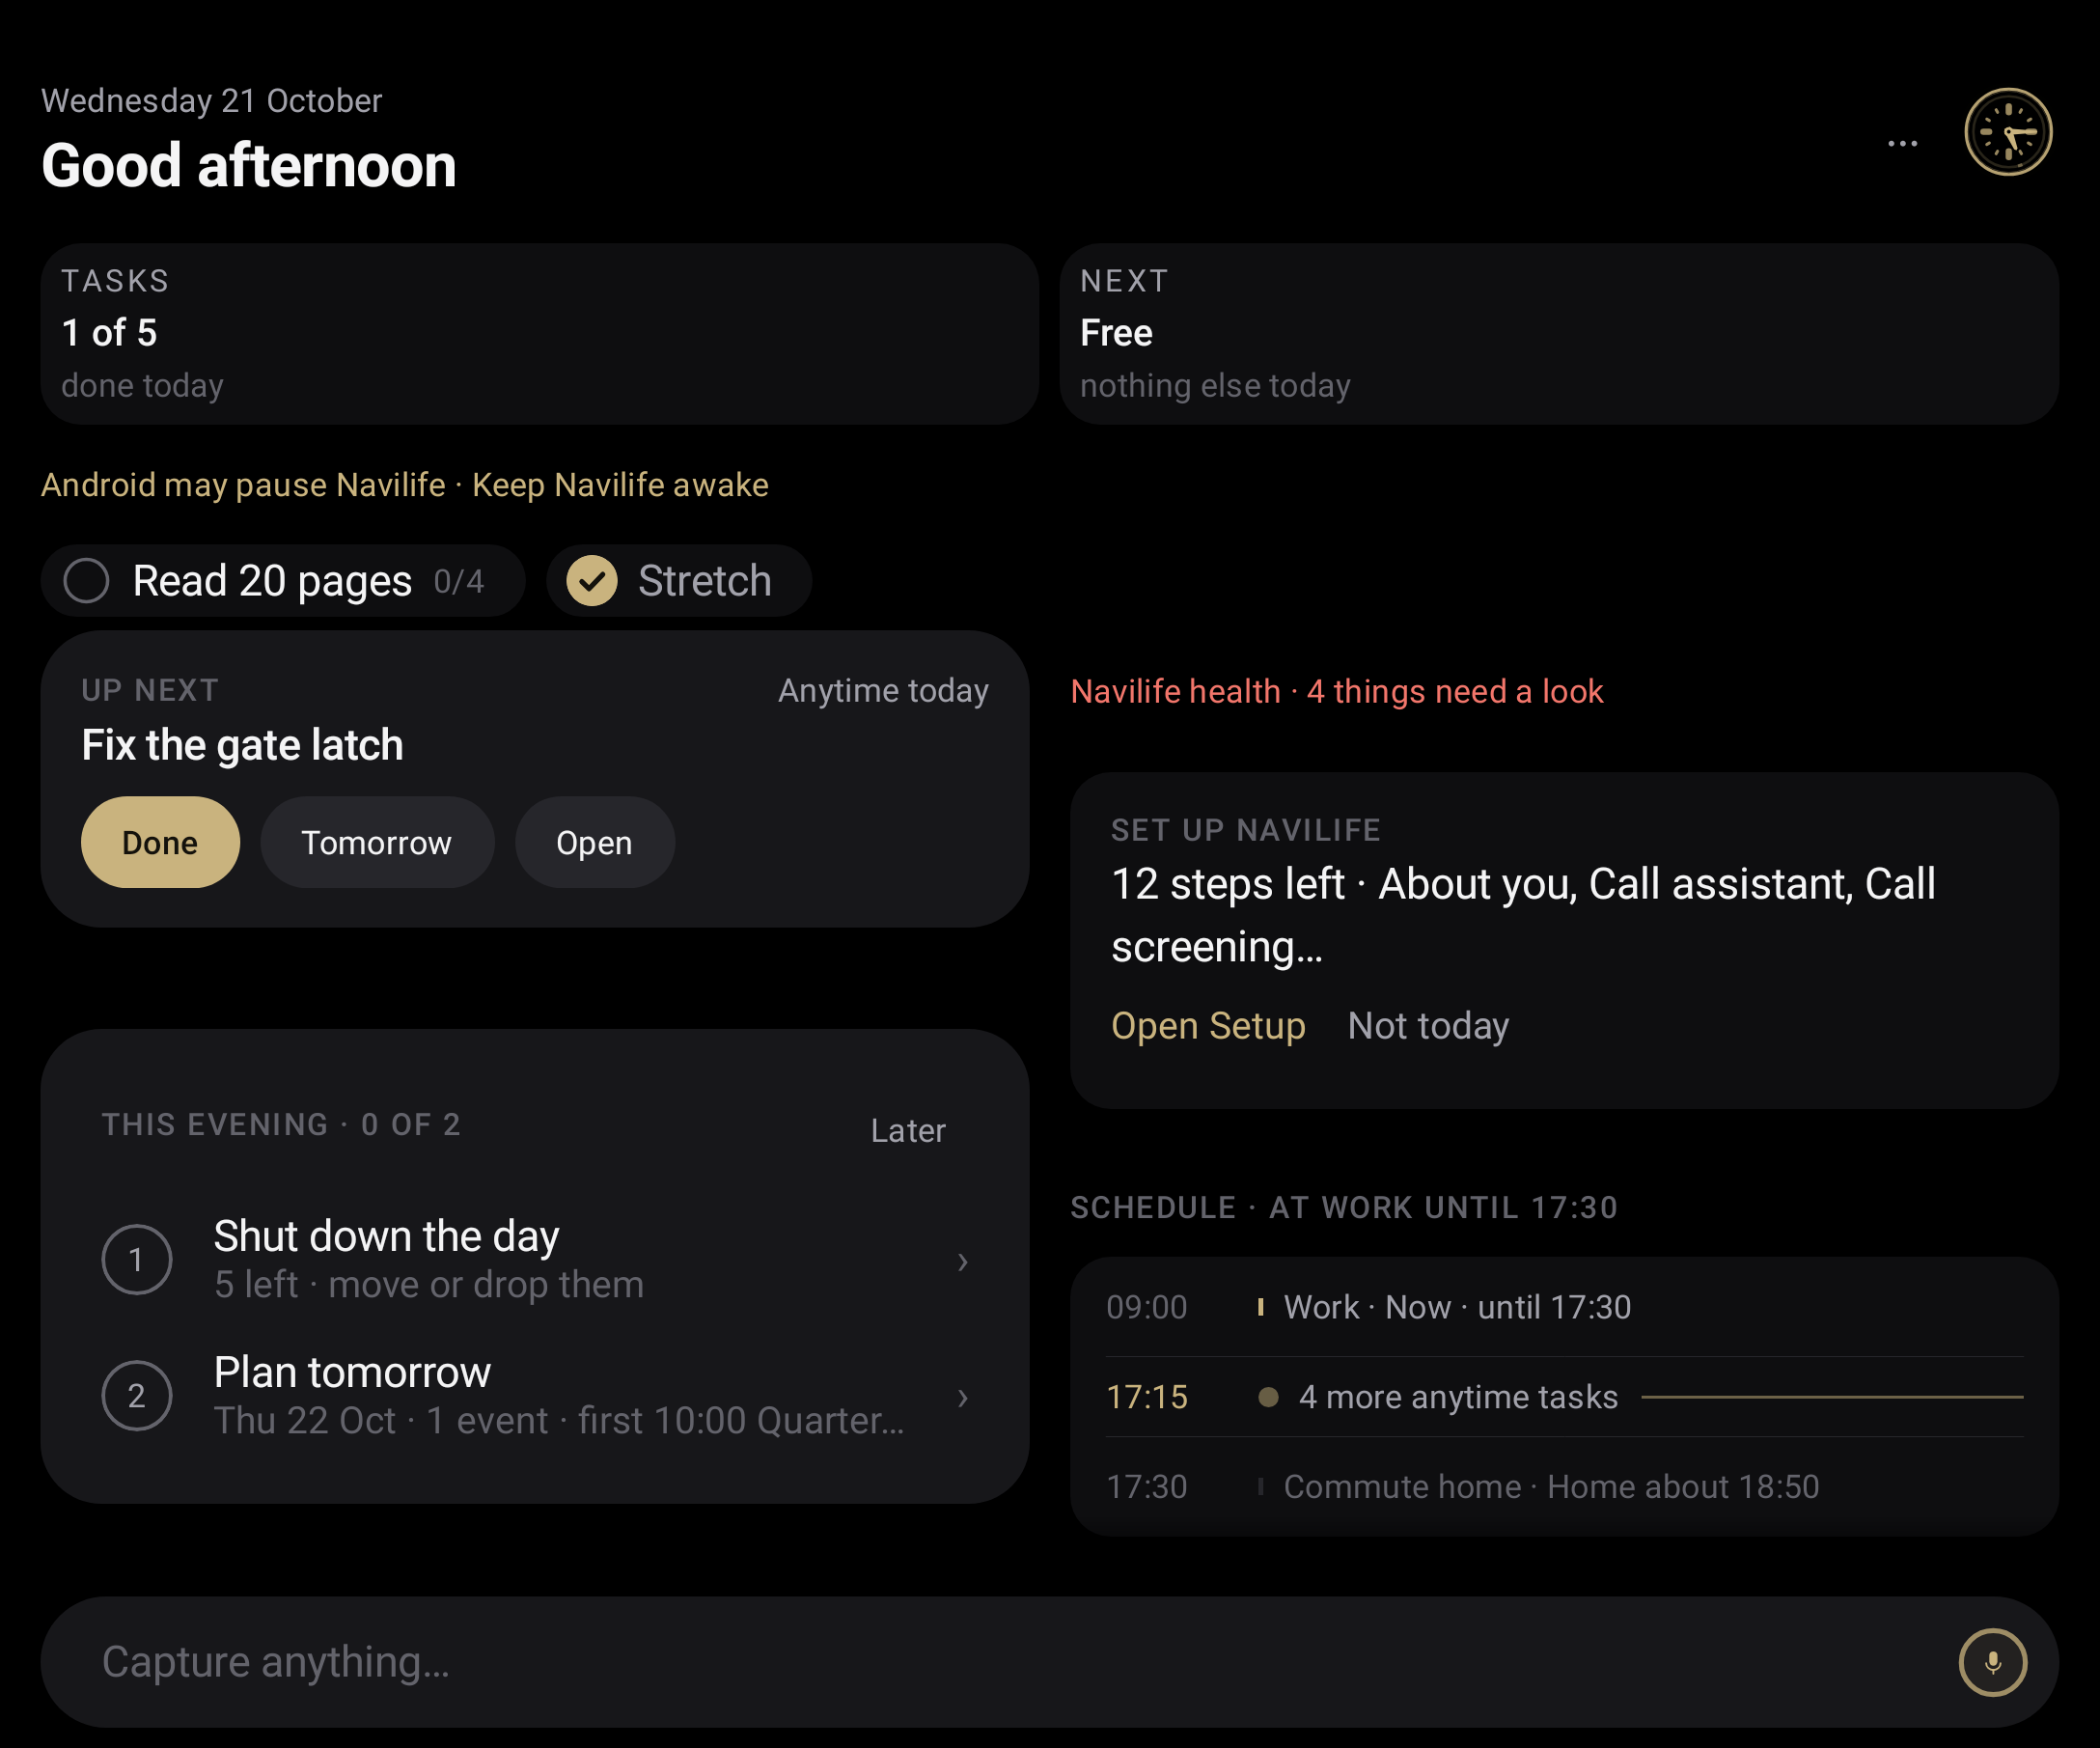 Wednesday 21 October
Good afternoon
...
TASKS
1 of 5
done today
NEXT
Free
nothing else today
Android may pause Navilife · Keep Navilife awake
Read 20 pages 0/4
Stretch
UP NEXT
Anytime today
Fix the gate latch
Done
Tomorrow
Open
THIS EVENING · 0 OF 2
Later
1
Shut down the day
5 left · move or drop them
›
2
Plan tomorrow
Thu 22 Oct · 1 event · first 10:00 Quarter…
›
Navilife health · 4 things need a look
SET UP NAVILIFE
12 steps left · About you, Call assistant, Call
screening…
Open Setup
Not today
SCHEDULE · AT WORK UNTIL 17:30
09:00 Work · Now · until 17:30
17:15 4 more anytime tasks
17:30 Commute home · Home about 18:50
Capture anything…